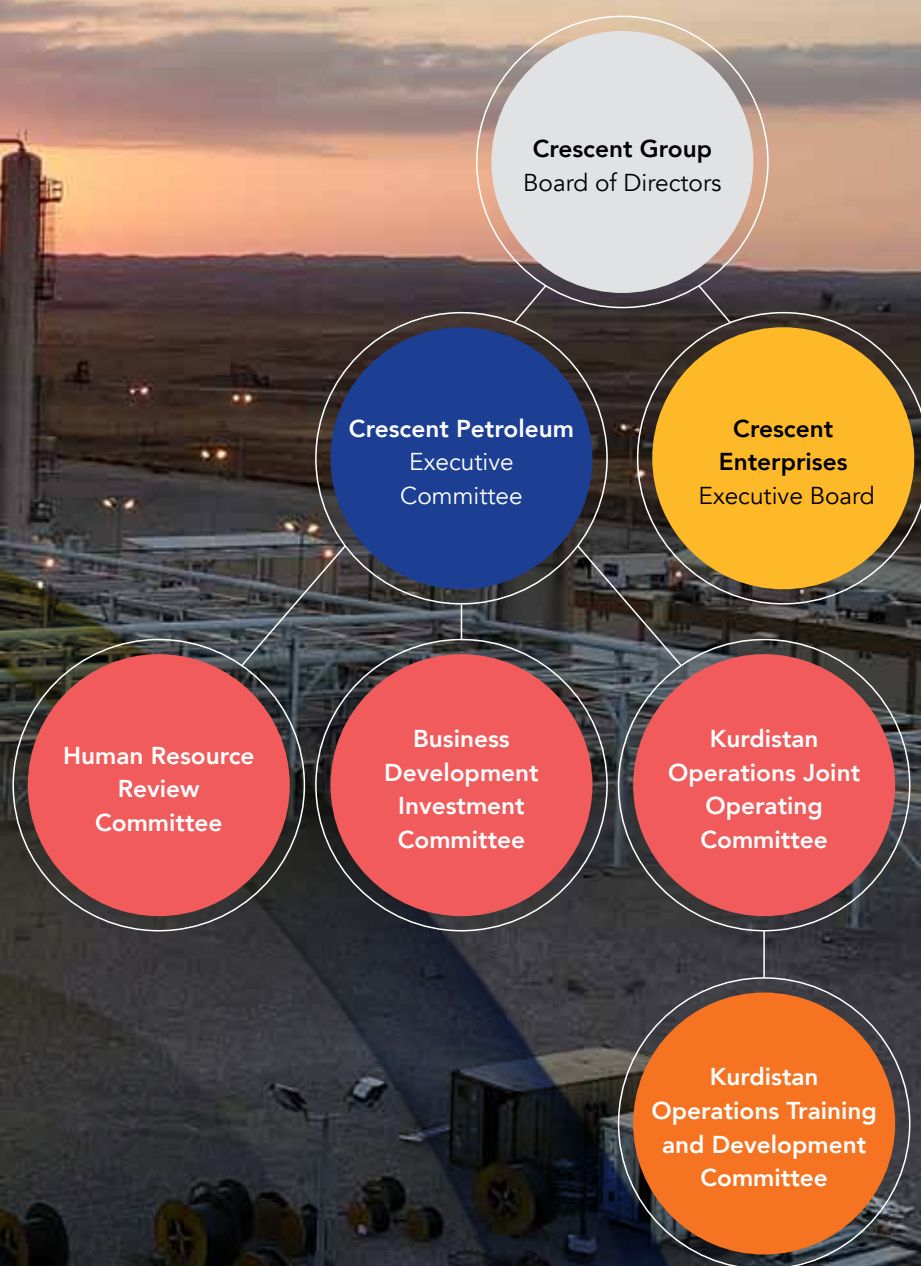 Crescent Group
Board of Directors
Crescent Petroleum
Executive
Committee
Crescent
Enterprises
Executive Board
Human Resource
Review
Committee
Business
Development
Investment
Committee
Kurdistan
Operations Joint
Operating
Committee
Kurdistan
Operations Training
and Development
Committee